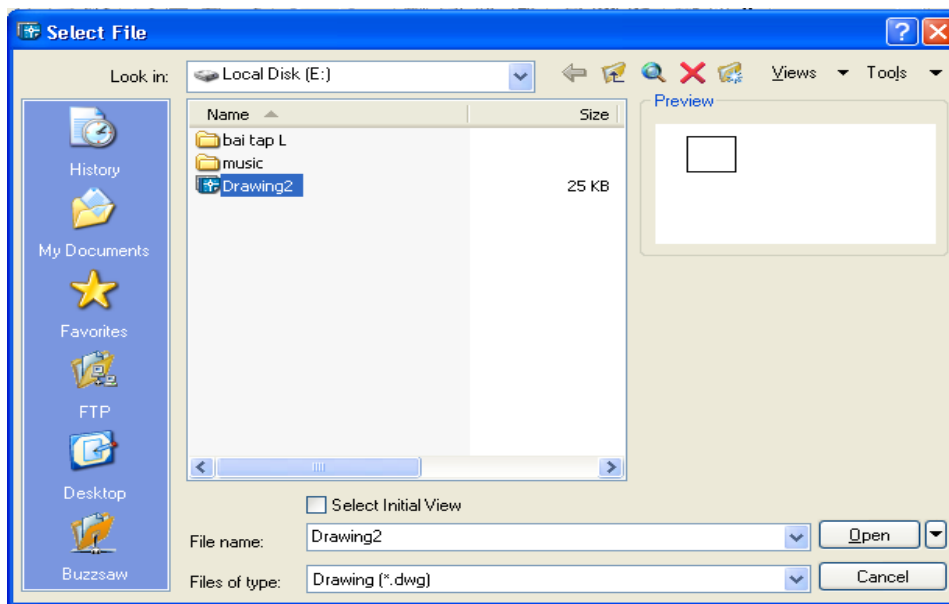 Select File
Look in:
Local Disk (E:)
Views
Tools
Name
Size
Preview
bai tap L
music
Drawing2
25 KB
History
My Documents
Favorites
FTP
Desktop
Buzzsaw
Select Initial View
File name:
Drawing2
Open
Files of type:
Drawing (*.dwg)
Cancel